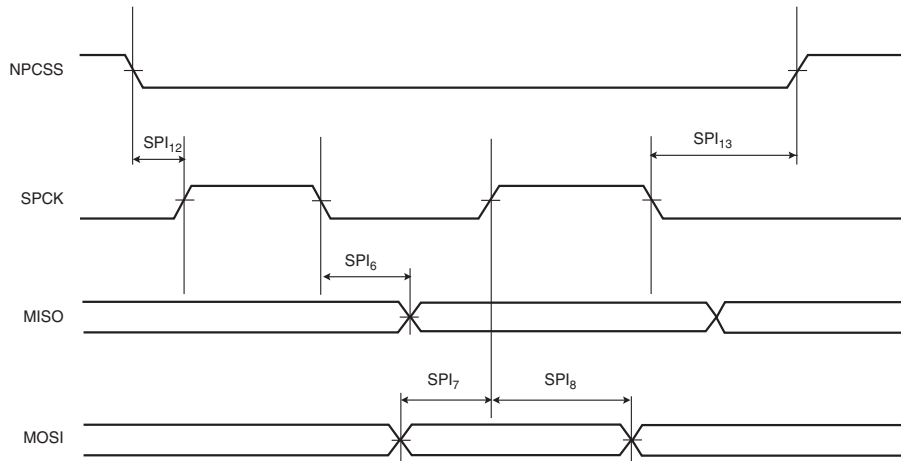 NPCSS
SPI12
SPI13
SPCK
SPI6
MISO
SPI7
SPI8
MOSI